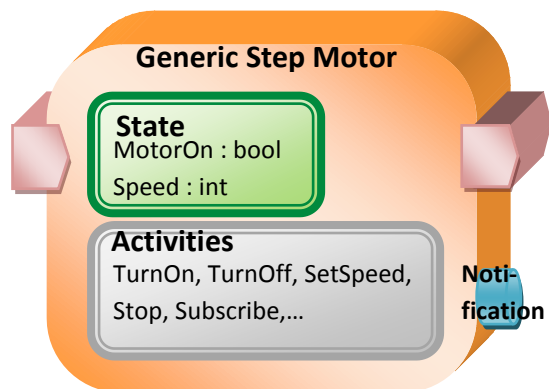 Generic Step Motor
State
MotorOn : bool
Speed : int
Activities
TurnOn, TurnOff, SetSpeed,
Stop, Subscribe,...
Noti-
fication